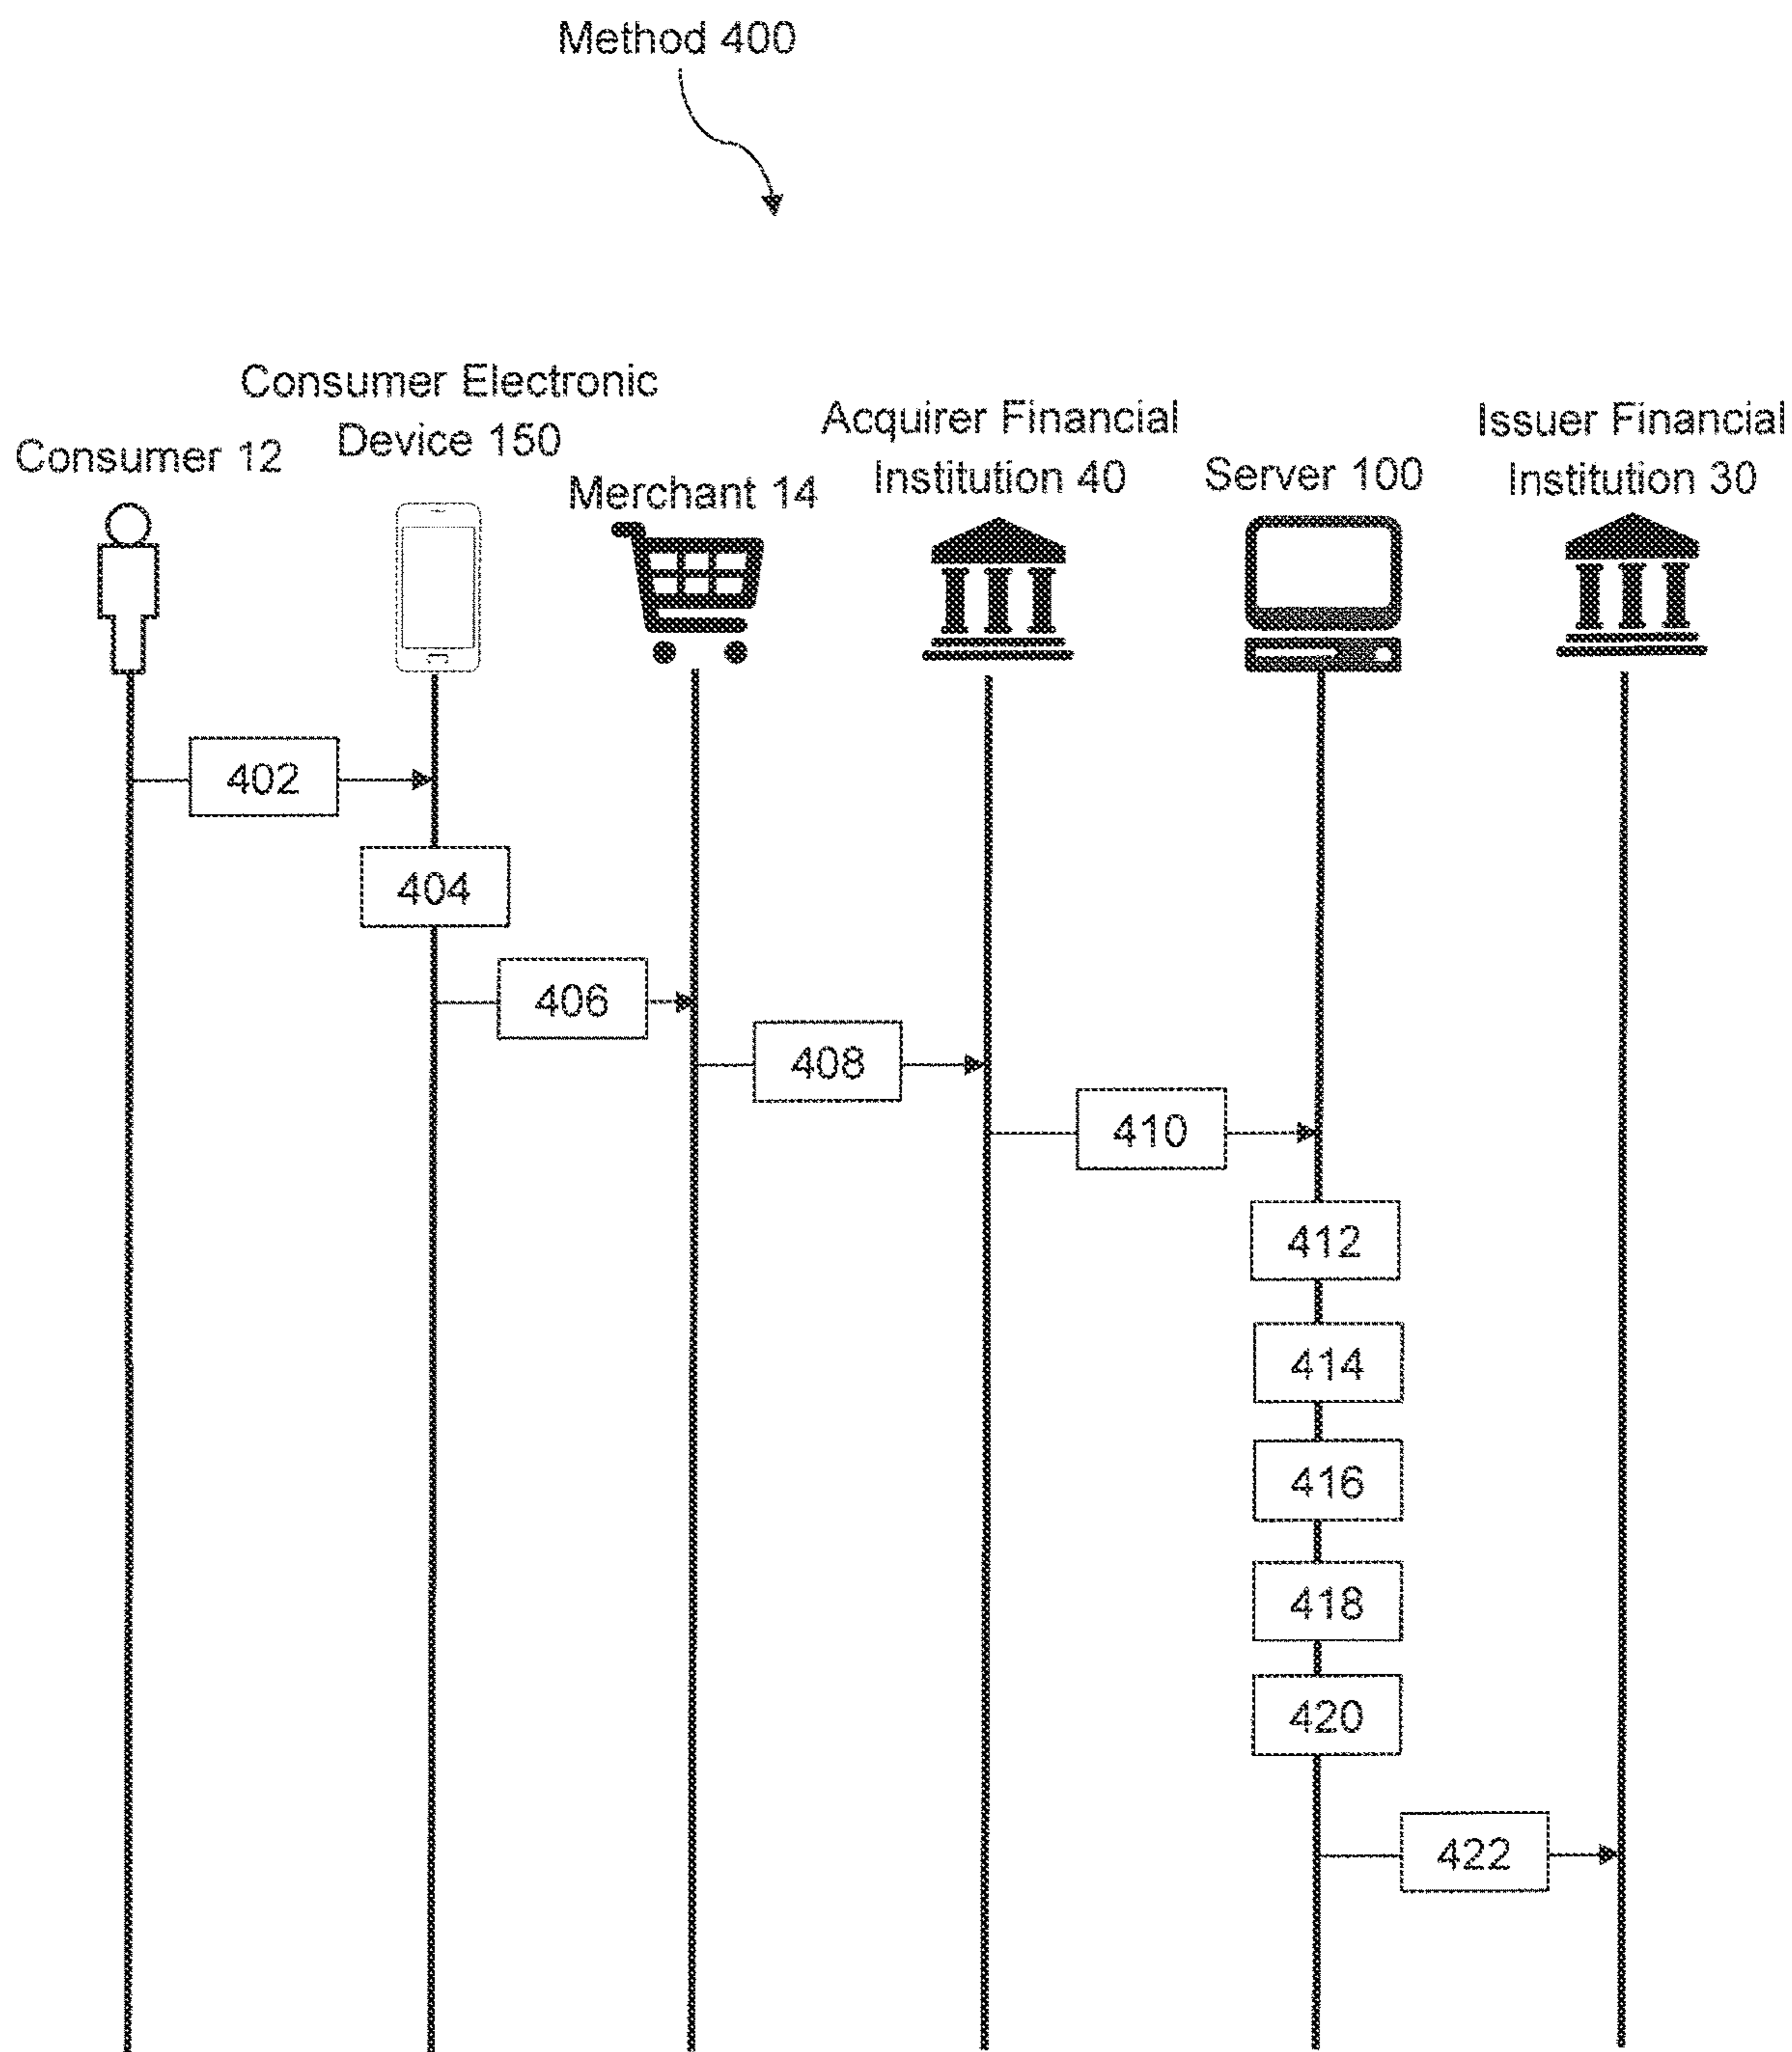 Method 400
Consumer 12
Consumer Electronic
Device 150
Merchant 14
Acquirer Financial
Institution 40
Server 100
Issuer Financial
Institution 30
402
404
406
408
410
412
414
416
418
420
422